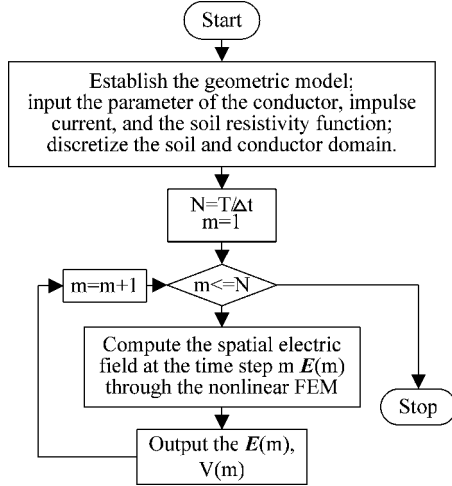 Start
Establish the geometric model;
input the parameter of the conductor, impulse
current, and the soil resistivity function;
discretize the soil and conductor domain.
N=T/Δt
m=1
m=m+1
m<=N
Compute the spatial electric
field at the time step m E(m)
through the nonlinear FEM
Stop
Output the E(m),
V(m)